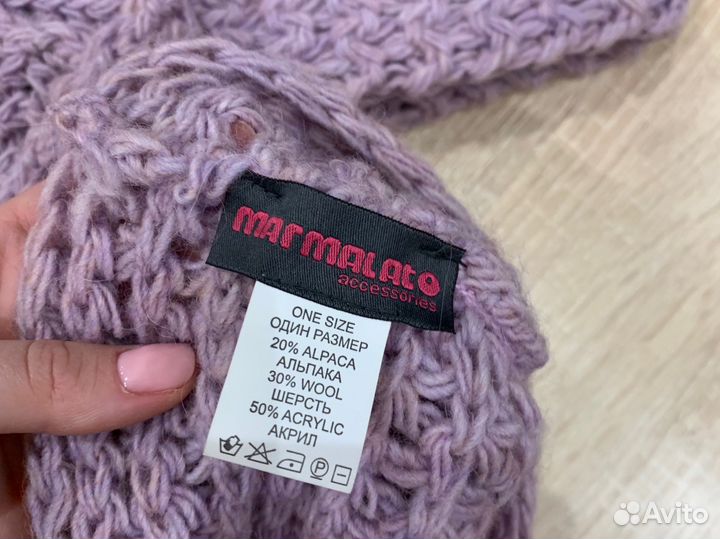 marmalato
accessories
ONE SIZE
ОДИН РАЗМЕР
20% ALPACA
АЛЬПАКА
30% WOOL
ШЕРСТЬ
50% ACRYLIC
АКРИЛ
P
Avito